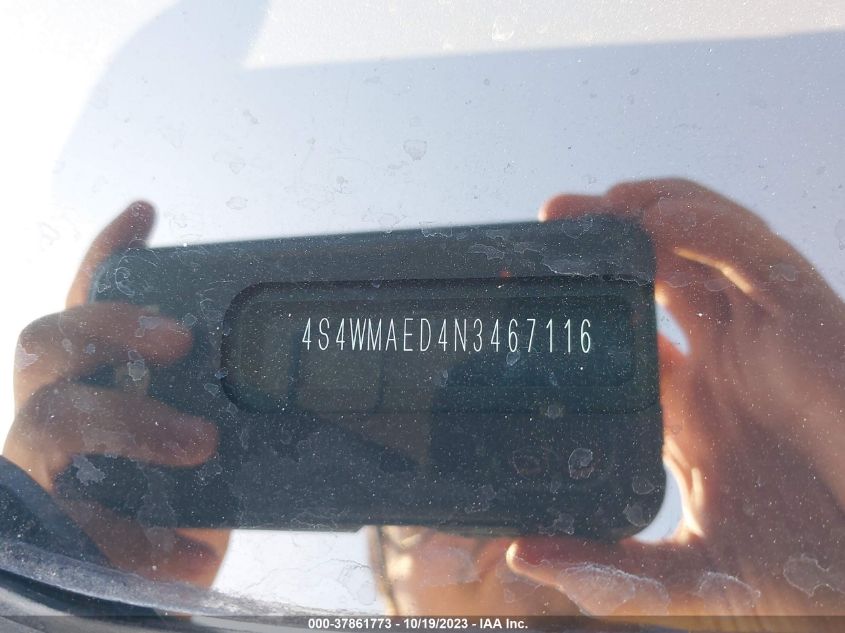 4S4WMAED4N3467116
000-37861773 - 10/19/2023 - IAA Inc.